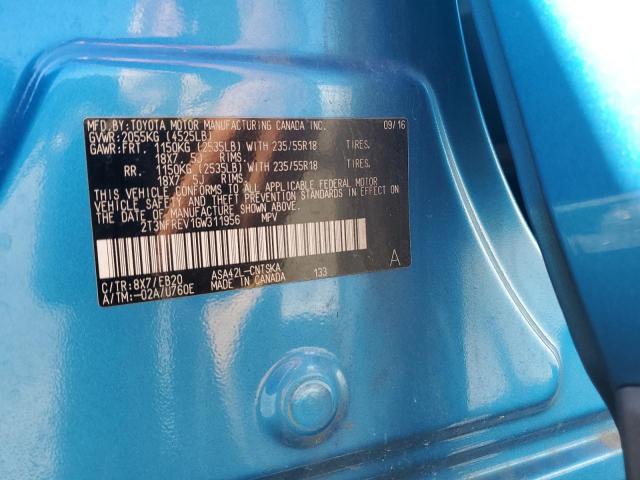 MFD.BY:TOYOTA MOTOR MANUFACTURING CANADA INC. 09/16
GVWR:2055KG (4525LB)
GAWR:FRT. 1150KG (2535LB) WITH 235/55R18 TIRES.
18X7.5J RIMS.
RR. 1150KG (2535LB) WITH 235/55R18 TIRES.
18X7.5J RIMS.
THIS VEHICLE CONFORMS TO ALL APPLICABLE FEDERAL MOTOR
VEHICLE SAFETY AND THEFT PREVENTION STANDARDS IN EFFECT ON
THE DATE OF MANUFACTURE SHOWN ABOVE.
2T3NFREV1GW311956 MPV
A
C/TR:8X7/EB20 ASA42L-CNTSKA 133
A/TM:-02A/U760E MADE IN CANADA